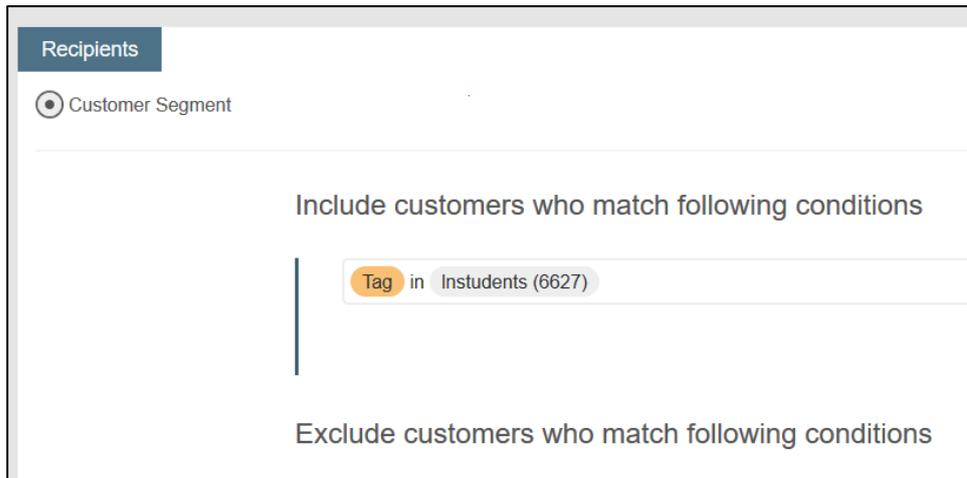 Recipients
Customer Segment
Include customers who match following conditions
Tag in Instudents (6627)
Exclude customers who match following conditions